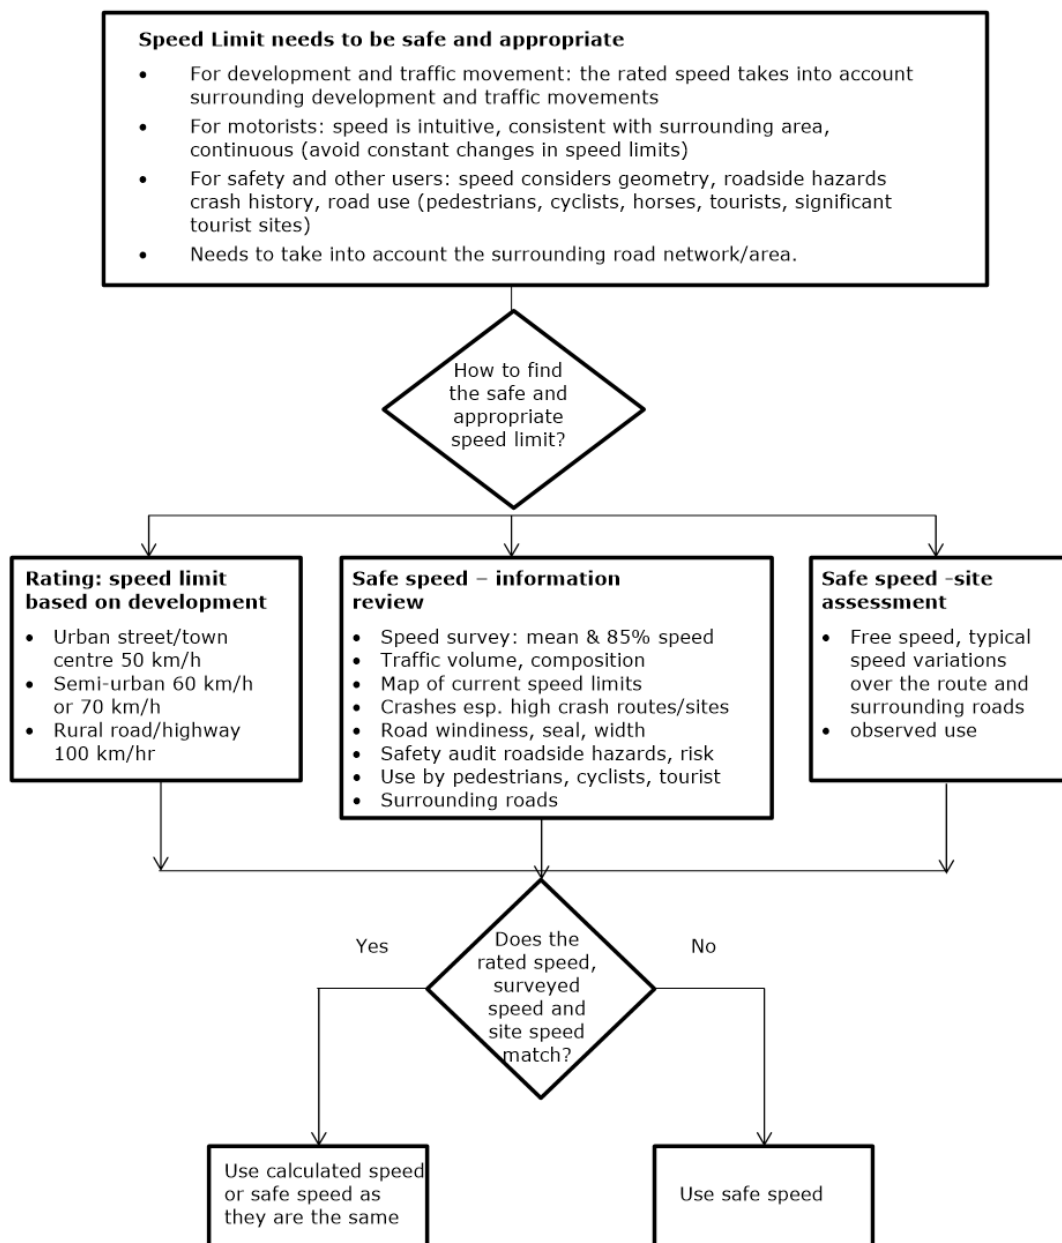 Speed Limit needs to be safe and appropriate
• For development and traffic movement: the rated speed takes into account
surrounding development and traffic movements
• For motorists: speed is intuitive, consistent with surrounding area,
continuous (avoid constant changes in speed limits)
• For safety and other users: speed considers geometry, roadside hazards
crash history, road use (pedestrians, cyclists, horses, tourists, significant
tourist sites)
• Needs to take into account the surrounding road network/area.
How to find
the safe and
appropriate
speed limit?
Rating: speed limit
based on development
• Urban street/town
centre 50 km/h
• Semi-urban 60 km/h
or 70 km/h
• Rural road/highway
100 km/hr
Safe speed – information
review
• Speed survey: mean & 85% speed
• Traffic volume, composition
• Map of current speed limits
• Crashes esp. high crash routes/sites
• Road windiness, seal, width
• Safety audit roadside hazards, risk
• Use by pedestrians, cyclists, tourist
• Surrounding roads
Safe speed -site
assessment
• Free speed, typical
speed variations
over the route and
surrounding roads
• observed use
Does the
rated speed,
surveyed
speed and
site speed
match?
Yes
No
Use calculated speed
or safe speed as
they are the same
Use safe speed